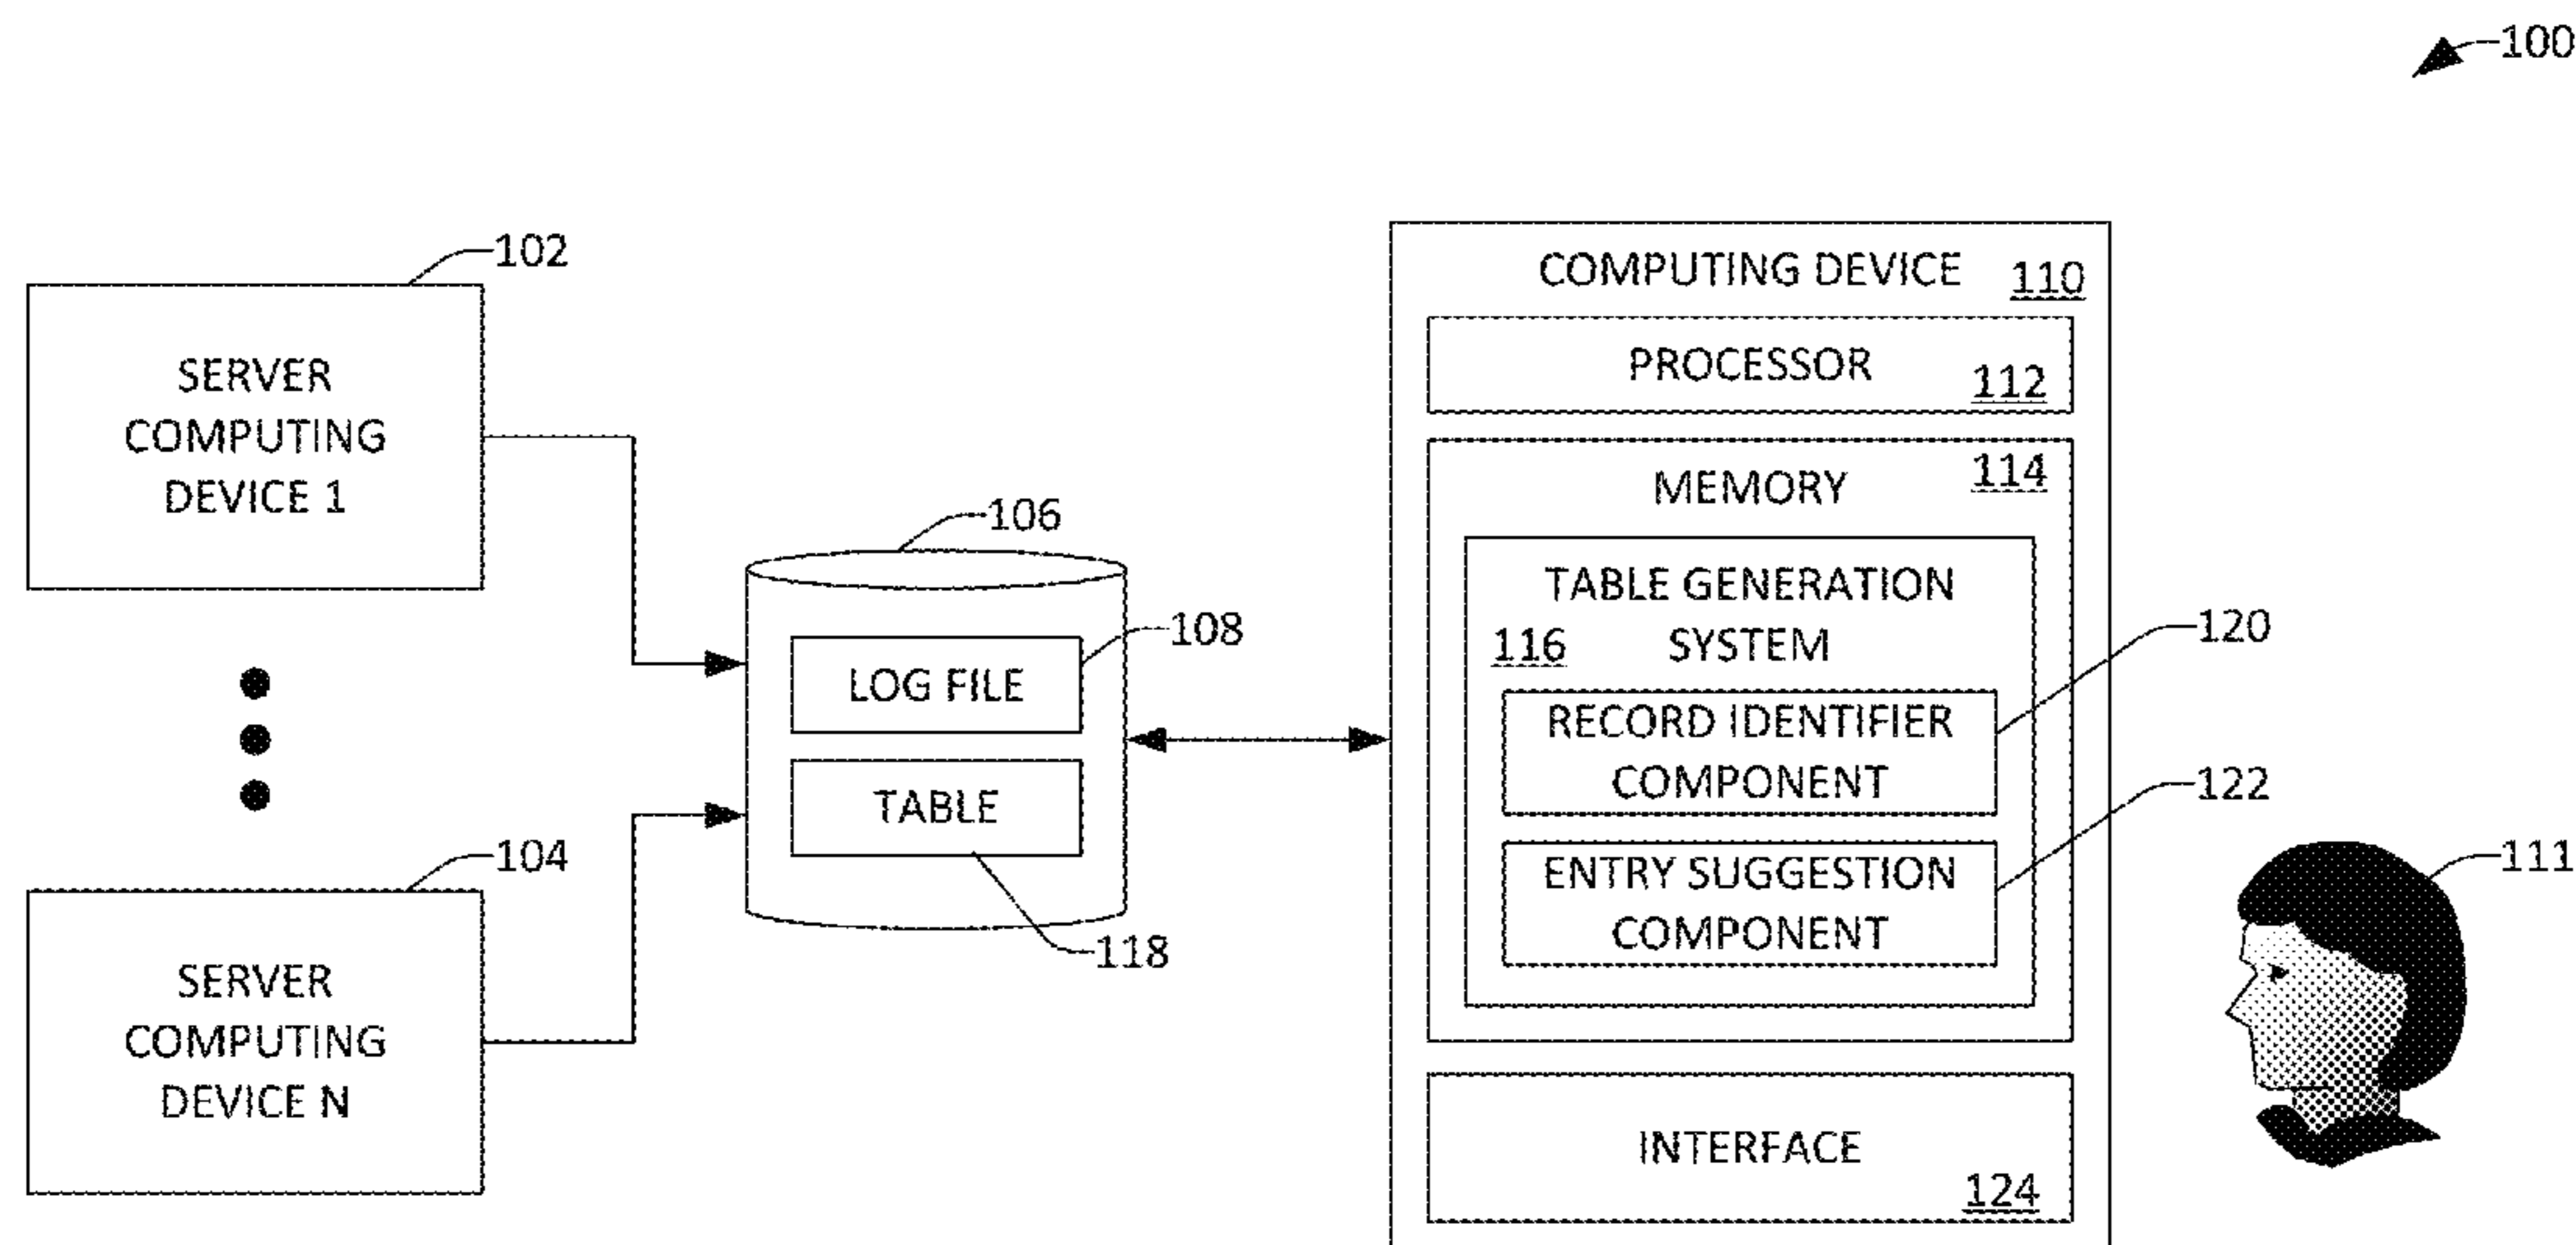 100
102
SERVER
COMPUTING
DEVICE 1
104
SERVER
COMPUTING
DEVICE N
106
LOG FILE
108
TABLE
118
COMPUTING DEVICE 110
PROCESSOR 112
MEMORY 114
TABLE GENERATION
116 SYSTEM
RECORD IDENTIFIER
COMPONENT
120
ENTRY SUGGESTION
COMPONENT
122
INTERFACE
124
111